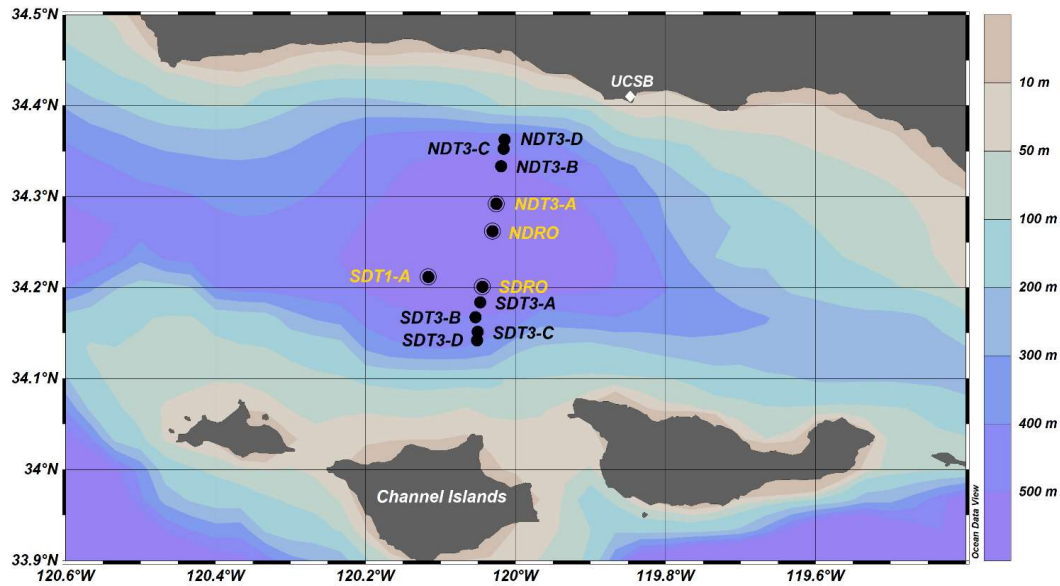 34.5°N
34.4°N
34.3°N
34.2°N
34.1°N
34°N
33.9°N
120.6°W
120.4°W
120.2°W
120°W
119.8°W
119.6°W
UCSB
NDT3-D
NDT3-C
NDT3-B
NDT3-A
NDRO
SDT1-A
SDRO
SDT3-A
SDT3-B
SDT3-C
SDT3-D
Channel Islands
10 m
50 m
100 m
200 m
300 m
400 m
500 m
Ocean Data View